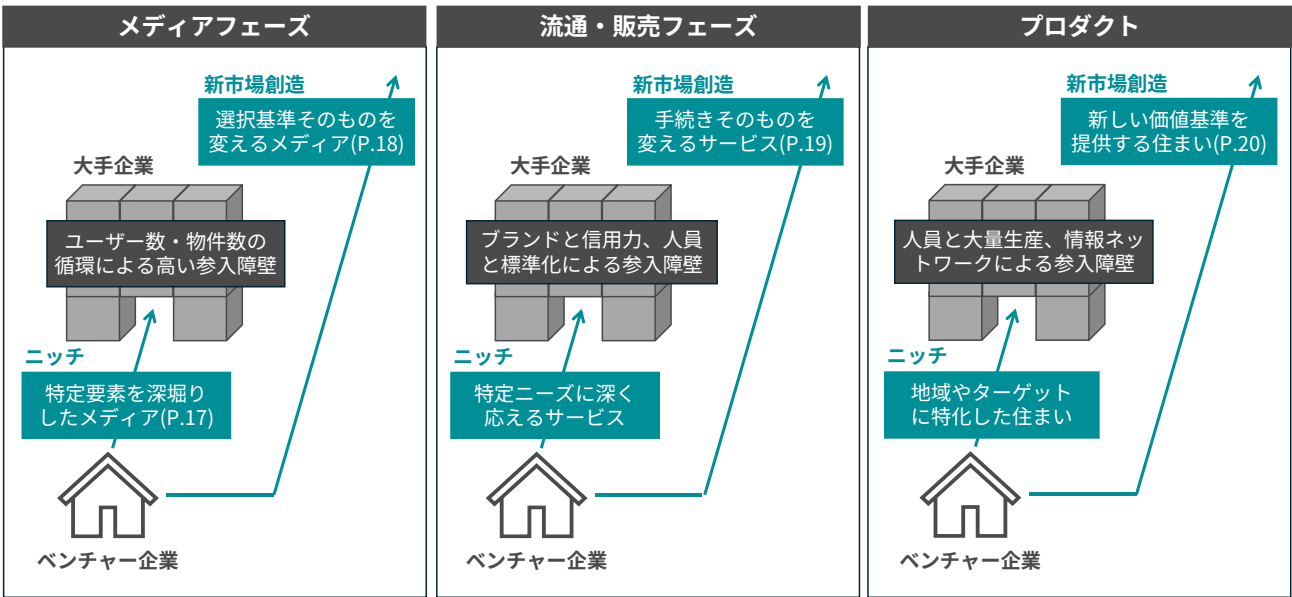 メディアフェーズ
新市場創造
選択基準そのものを
変えるメディア(P.18)
大手企業
ユーザー数・物件数の
循環による高い参入障壁
ニッチ
特定要素を深堀り
したメディア(P.17)
ベンチャー企業
流通・販売フェーズ
新市場創造
手続きそのものを
変えるサービス(P.19)
大手企業
ブランドと信用力、人員
と標準化による参入障壁
ニッチ
特定ニーズに深く
応えるサービス
ベンチャー企業
プロダクト
新市場創造
新しい価値基準を
提供する住まい(P.20)
大手企業
人員と大量生産、情報ネッ
トワークによる参入障壁
ニッチ
地域やターゲット
に特化した住まい
ベンチャー企業